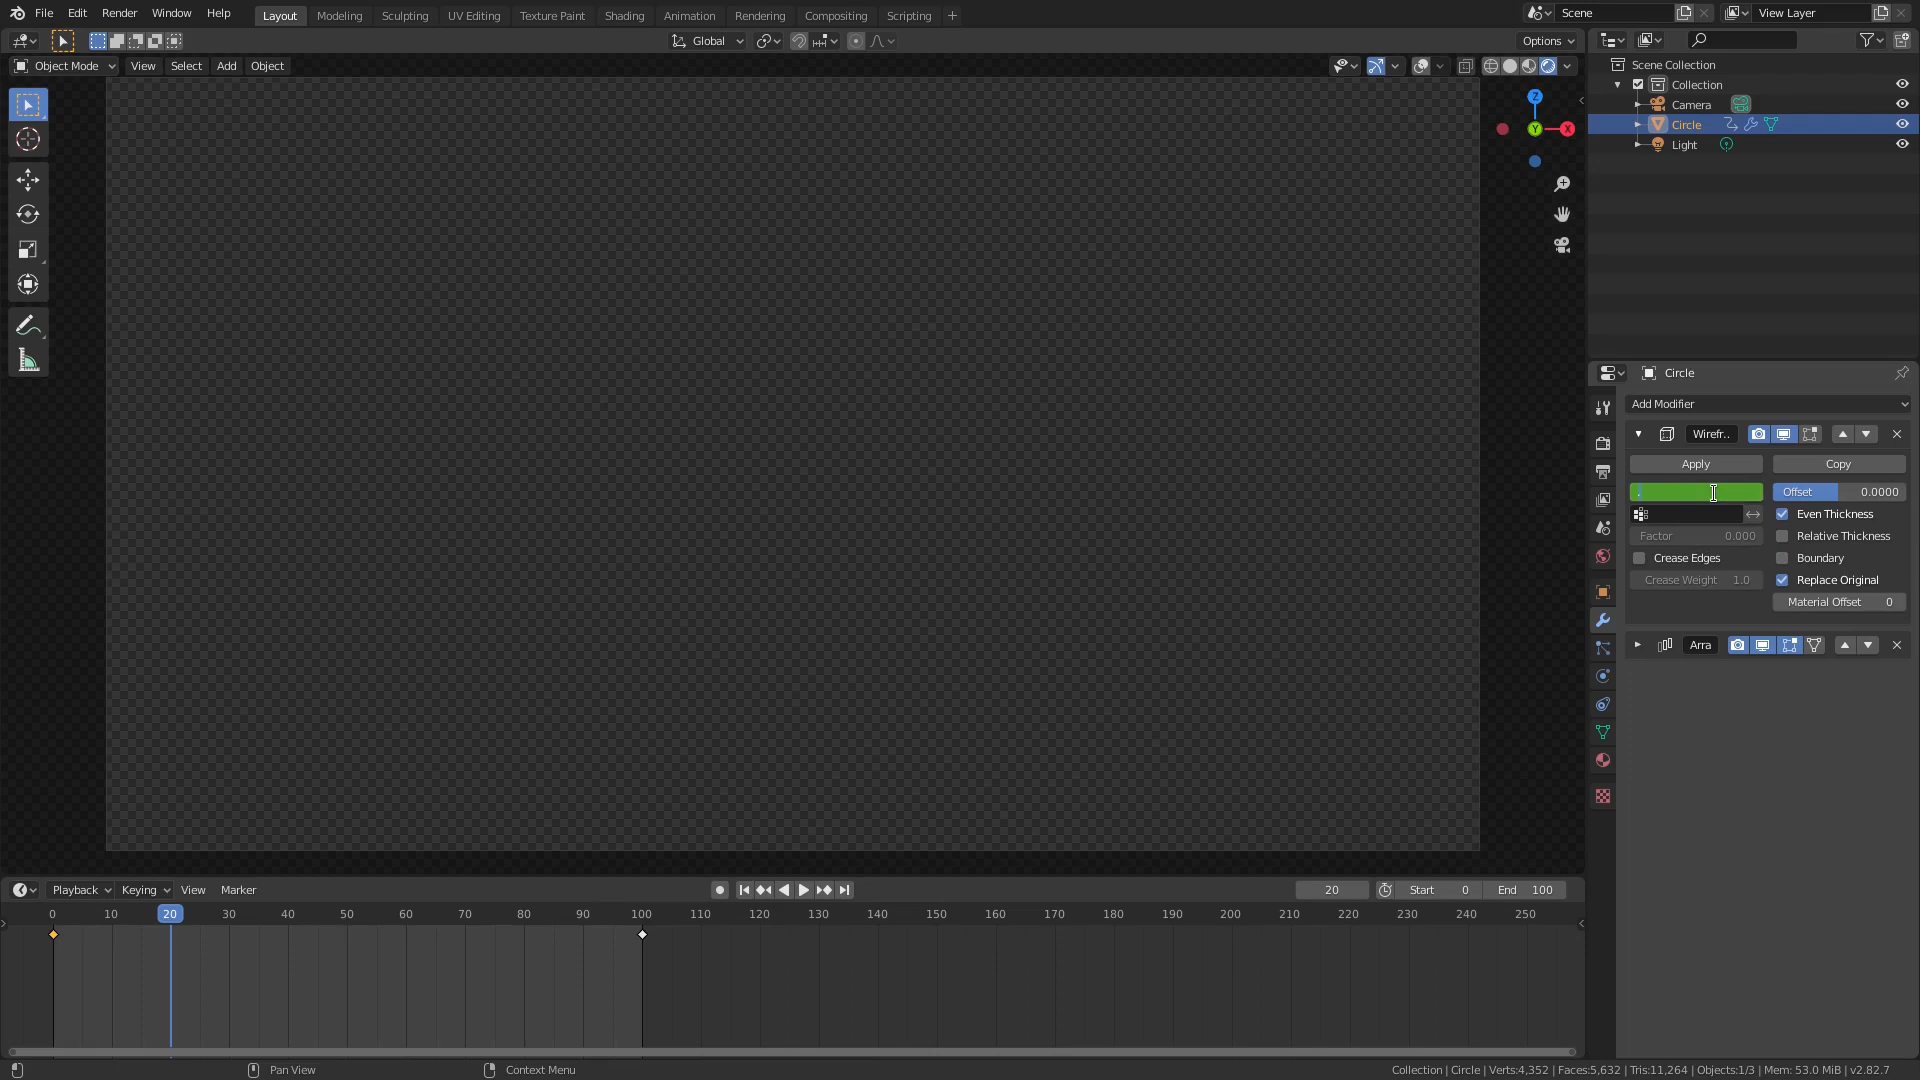 File Edit Render Window Help Layout Modeling Sculpting UV Editing Texture Paint Shading Animation Rendering Compositing Scripting + Scene View Layer
Global Options
Object Mode View Select Add Object
Z
Y X
Scene Collection
Collection
Camera
Circle
Light
Circle
Add Modifier
Wirefr..
Apply Copy
. Offset 0.0000
Even Thickness
Factor 0.000 Relative Thickness
Crease Edges Boundary
Crease Weight 1.0 Replace Original
Material Offset 0
Arra
Playback Keying View Marker 20 Start 0 End 100
0 10 20 30 40 50 60 70 80 90 100 110 120 130 140 150 160 170 180 190 200 210 220 230 240 250
Pan View Context Menu Collection | Circle | Verts:4,352 | Faces:5,632 | Tris:11,264 | Objects:1/3 | Mem: 53.0 MiB | v2.82.7